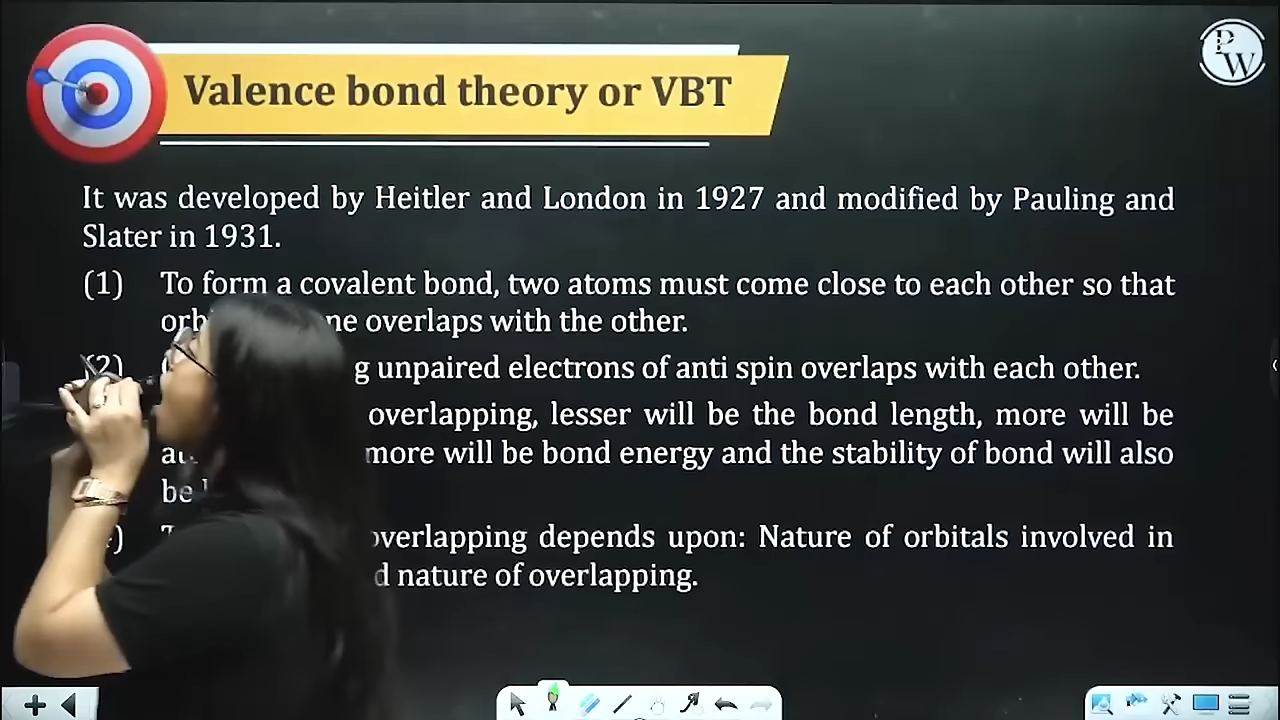 Valence bond theory or VBT
PW
It was developed by Heitler and London in 1927 and modified by Pauling and
Slater in 1931.
(1) To form a covalent bond, two atoms must come close to each other so that
overlaps with the other.
(2) unpaired electrons of anti spin overlaps with each other.
overlapping, lesser will be the bond length, more will be
more will be bond energy and the stability of bond will also
be
overlapping depends upon: Nature of orbitals involved in
nature of overlapping.